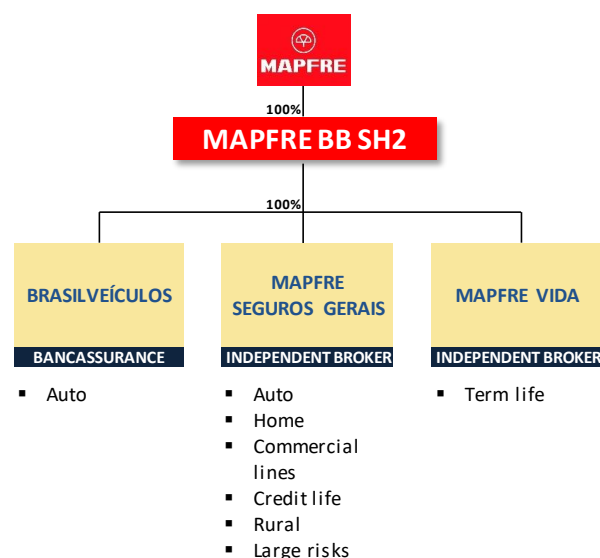 MAPFRE
100%
MAPFRE BB SH2
100%
BRASILVEÍCULOS
BANCASSURANCE
▪ Auto
MAPFRE
SEGUROS GERAIS
INDEPENDENT BROKER
▪ Auto
▪ Home
▪ Commercial
lines
▪ Credit life
▪ Rural
▪ Large risks
MAPFRE VIDA
INDEPENDENT BROKER
▪ Term life